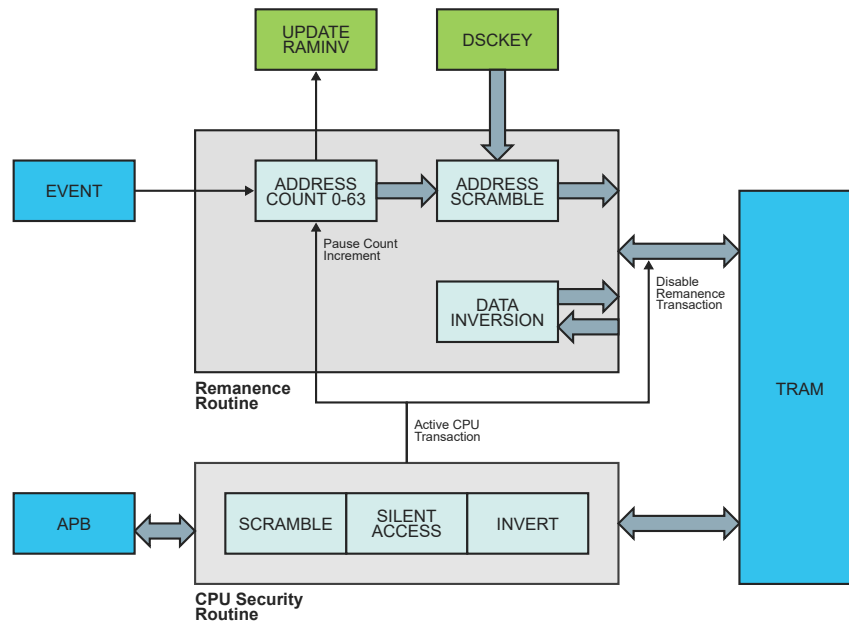 UPDATE
RAMINV
DSCKEY
EVENT
ADDRESS
COUNT 0-63
ADDRESS
SCRAMBLE
Pause Count
Increment
Disable
Remanence
Transaction
DATA
INVERSION
TRAM
Remanence
Routine
Active CPU
Transaction
APB
SCRAMBLE
SILENT
ACCESS
INVERT
CPU Security
Routine